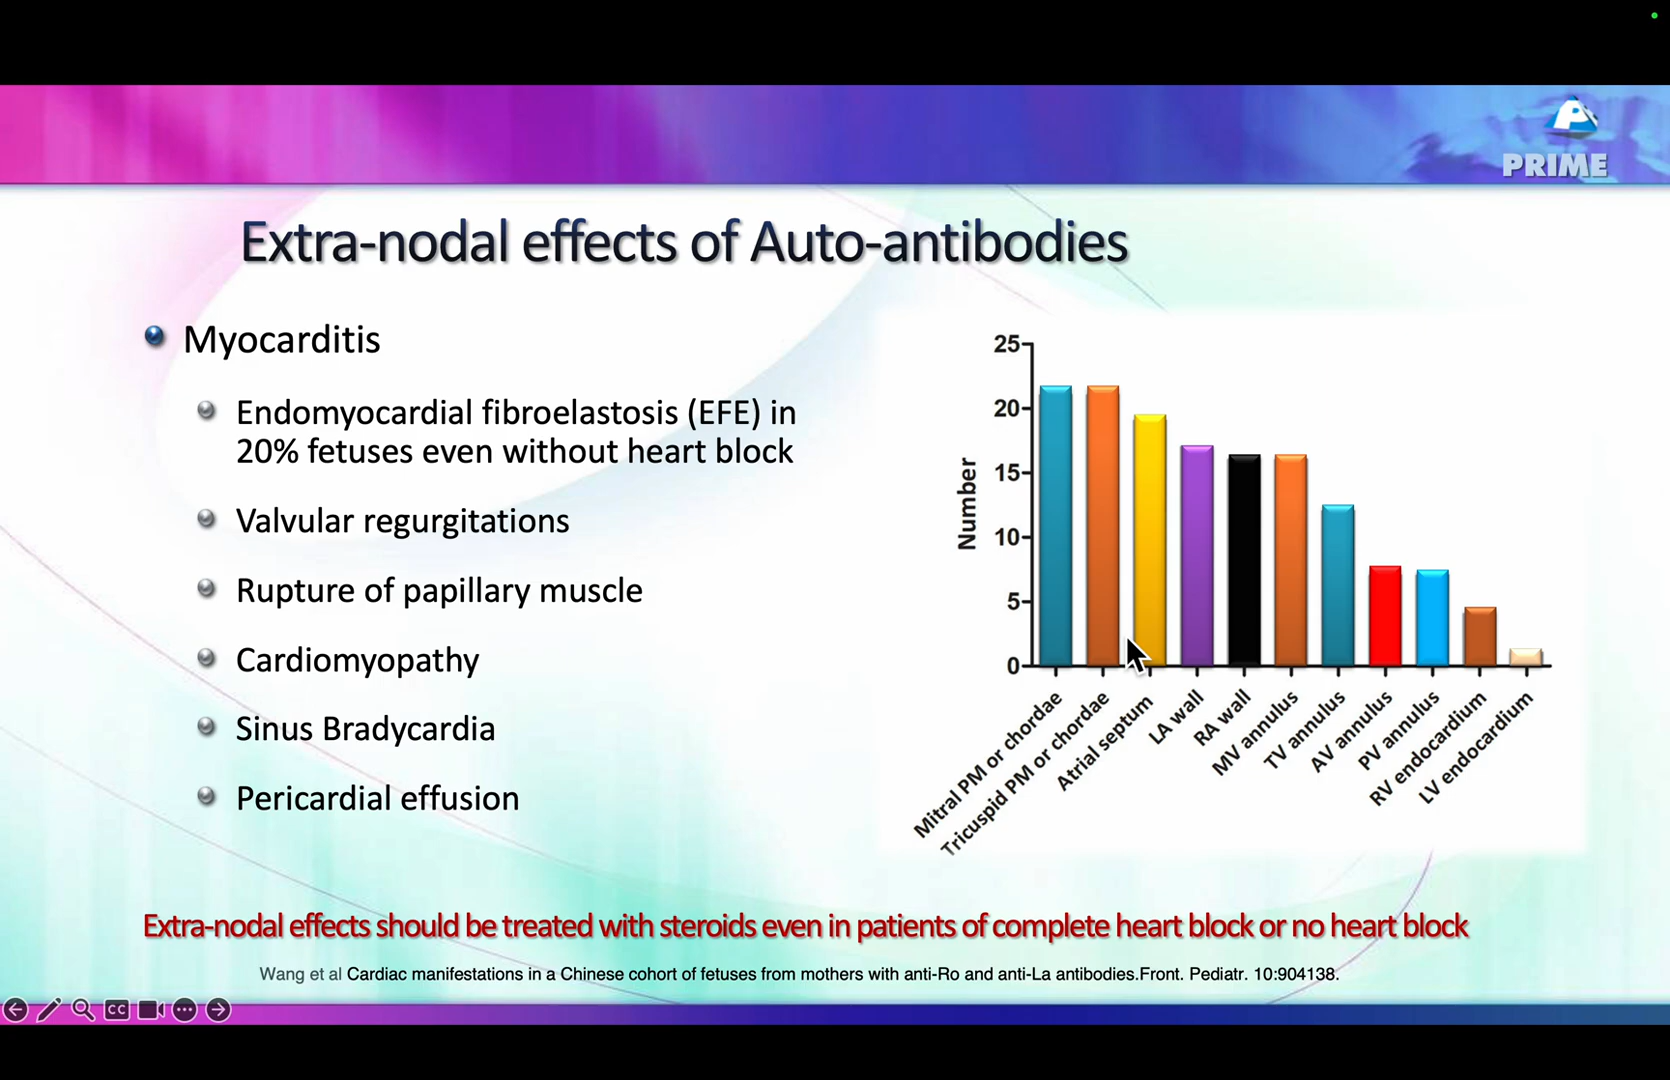 PRIME
Extra-nodal effects of Auto-antibodies
Myocarditis
Endomyocardial fibroelastosis (EFE) in
20% fetuses even without heart block
Valvular regurgitations
Rupture of papillary muscle
Cardiomyopathy
Sinus Bradycardia
Pericardial effusion
Number
25
20
15
10
5
0
Mitral PM or chordae
Tricuspid PM or chordae
Atrial septum
LA wall
RA wall
MV annulus
TV annulus
AV annulus
PV annulus
RV endocardium
LV endocardium
Extra-nodal effects should be treated with steroids even in patients of complete heart block or no heart block
Wang et al Cardiac manifestations in a Chinese cohort of fetuses from mothers with anti-Ro and anti-La antibodies.Front. Pediatr. 10:904138.
CC